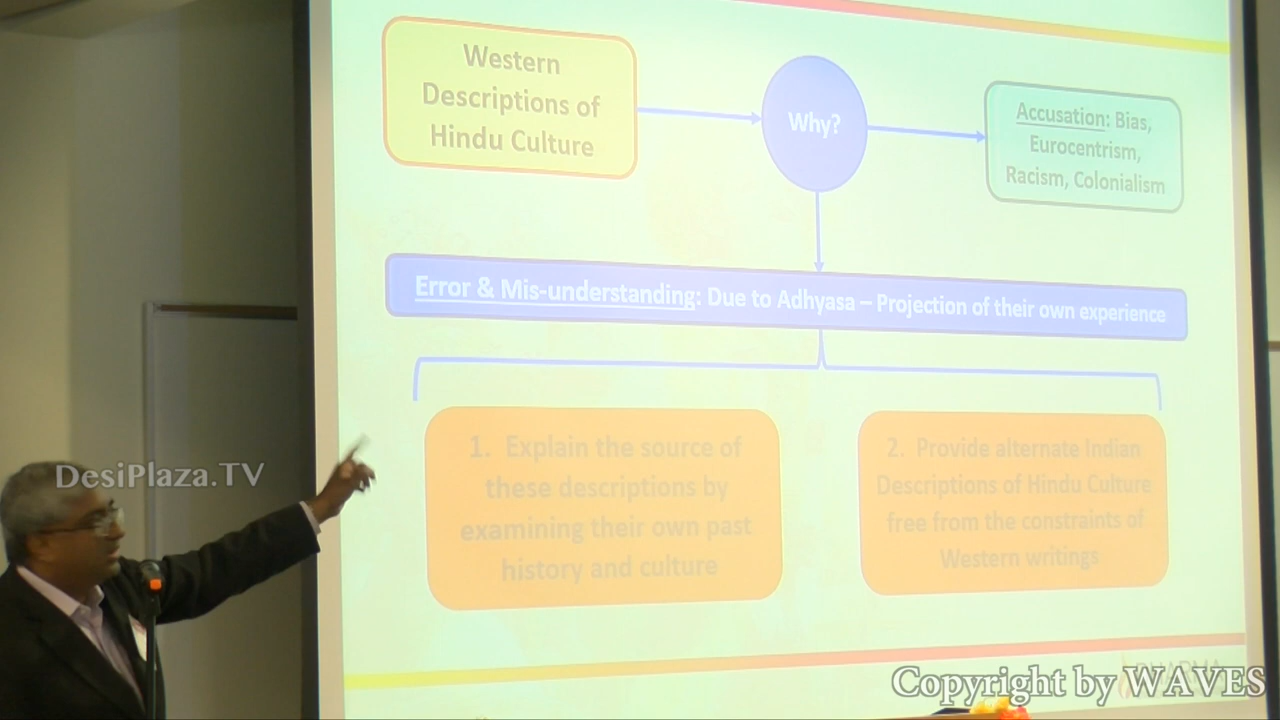 Western
Descriptions of
Hindu Culture
Why?
Accusation: Bias,
Eurocentrism,
Racism, Colonialism
Error & Mis-understanding: Due to Adhyasa – Projection of their own experience
1. Explain the source of
these descriptions by
examining their own past
history and culture
2. Provide alternate Indian
Descriptions of Hindu Culture
free from the constraints of
Western writings
DesiPlaza.TV
Copyright by WAVES